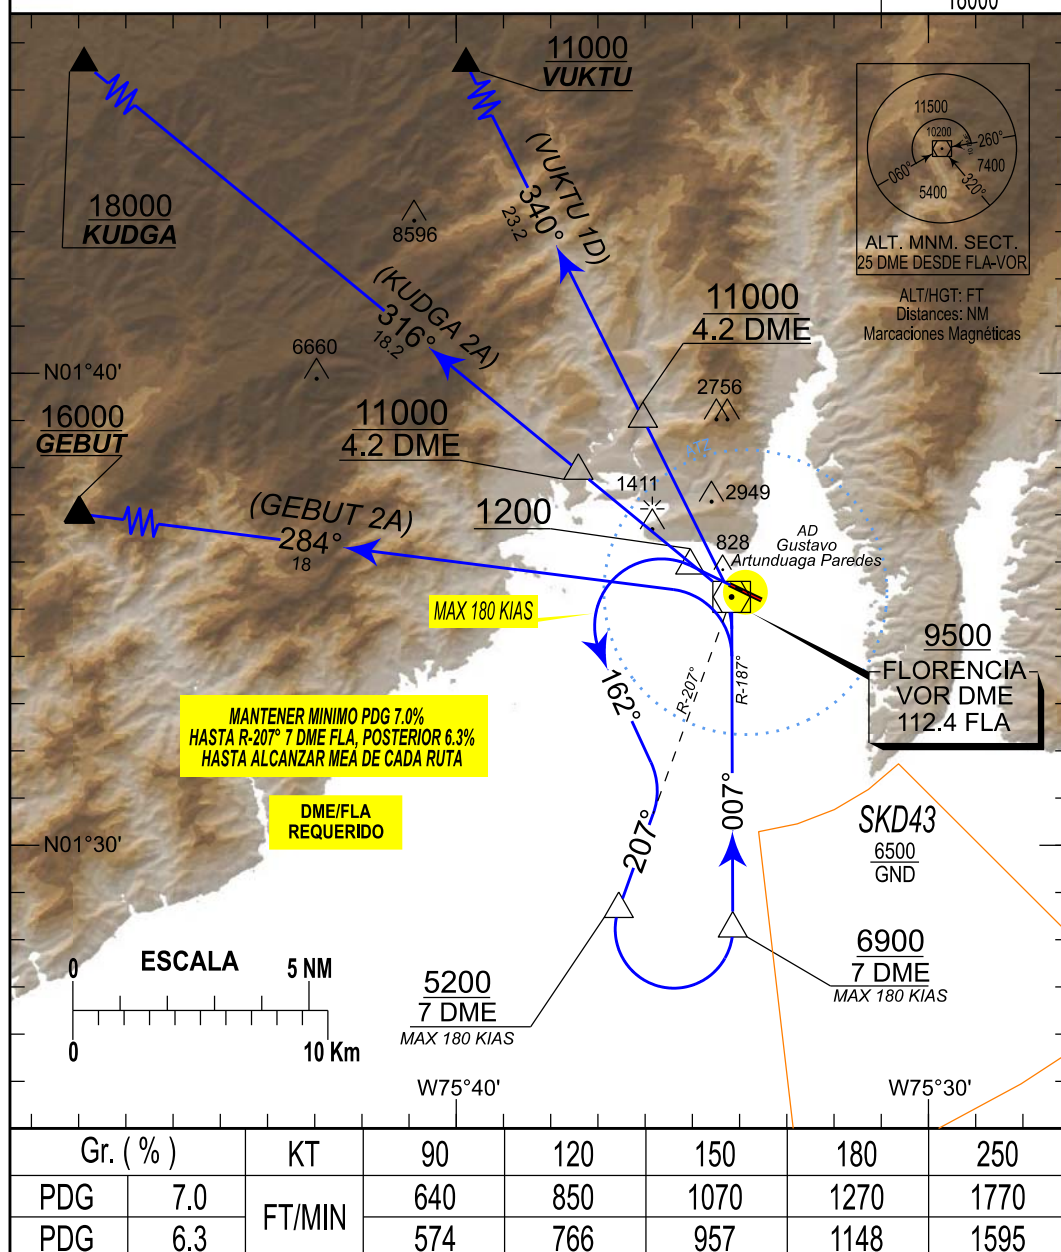 16000
11000
VUKTU
18000
KUDGA
8596
(VUKTU 1D)
340°
23.2
11500
10200
260°
060°
7400
320°
5400
ALT. MNM. SECT.
25 DME DESDE FLA-VOR
ALT/HGT: FT
Distances: NM
Marcaciones Magnéticas
(KUDGA 2A)
316°
18.2
11000
4.2 DME
6660
N01°40'
2756
16000
GEBUT
11000
4.2 DME
1411
2949
(GEBUT 2A)
284°
18
1200
828
AD
Gustavo
Artunduaga Paredes
MAX 180 KIAS
9500
FLORENCIA
VOR DME
112.4 FLA
162°
R-207°
R-187°
MANTENER MINIMO PDG 7.0%
HASTA R-207° 7 DME FLA, POSTERIOR 6.3%
HASTA ALCANZAR MEA DE CADA RUTA
DME/FLA
REQUERIDO
207°
007°
SKD43
6500
GND
N01°30'
ESCALA
0 5 NM
0 10 Km
5200
7 DME
MAX 180 KIAS
6900
7 DME
MAX 180 KIAS
W75°40' W75°30'
Gr. ( % ) KT 90 120 150 180 250
PDG 7.0 FT/MIN 640 850 1070 1270 1770
PDG 6.3 574 766 957 1148 1595